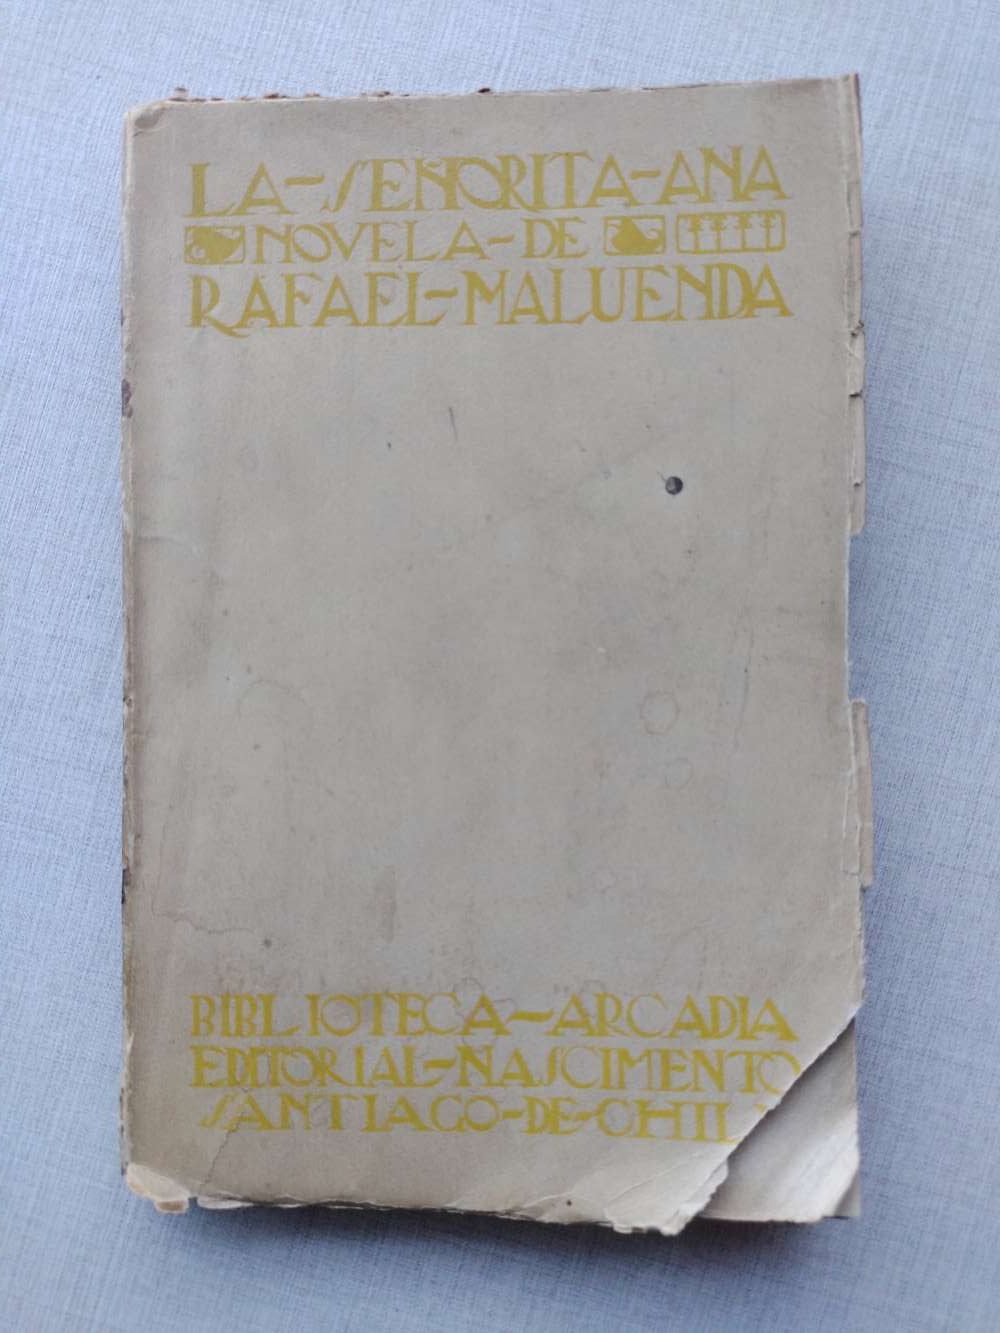 LA-SEÑORITA-ANA
NOVELA-DE
RAFAEL-MALUENDA
BIBLIOTECA-ARCADIA
EDITORIAL-NASCIMENTO
SANTIAGO-DE-CHIL